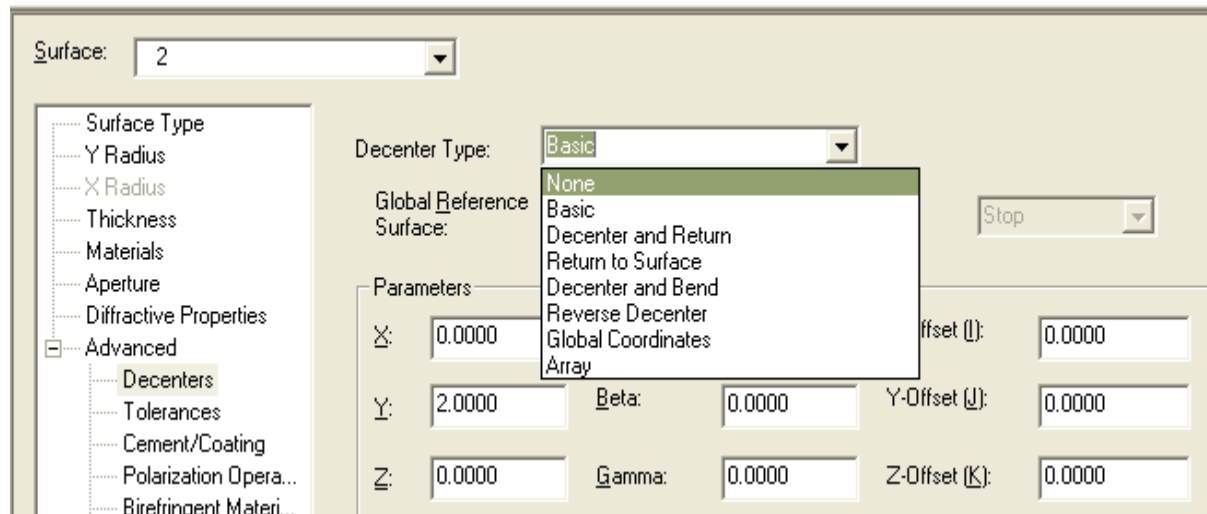 Surface:
2
Surface Type
Y Radius
X Radius
Thickness
Materials
Aperture
Diffractive Properties
Advanced
Decenters
Tolerances
Cement/Coating
Polarization Opera...
Birefringent Materi...
Decenter Type:
Basic
None
Basic
Decenter and Return
Return to Surface
Decenter and Bend
Reverse Decenter
Global Coordinates
Array
Global Reference
Surface:
Stop
Parameters
X: 0.0000
ffset (I): 0.0000
Y: 2.0000 Beta: 0.0000 Y-Offset (J): 0.0000
Z: 0.0000 Gamma: 0.0000 Z-Offset (K): 0.0000